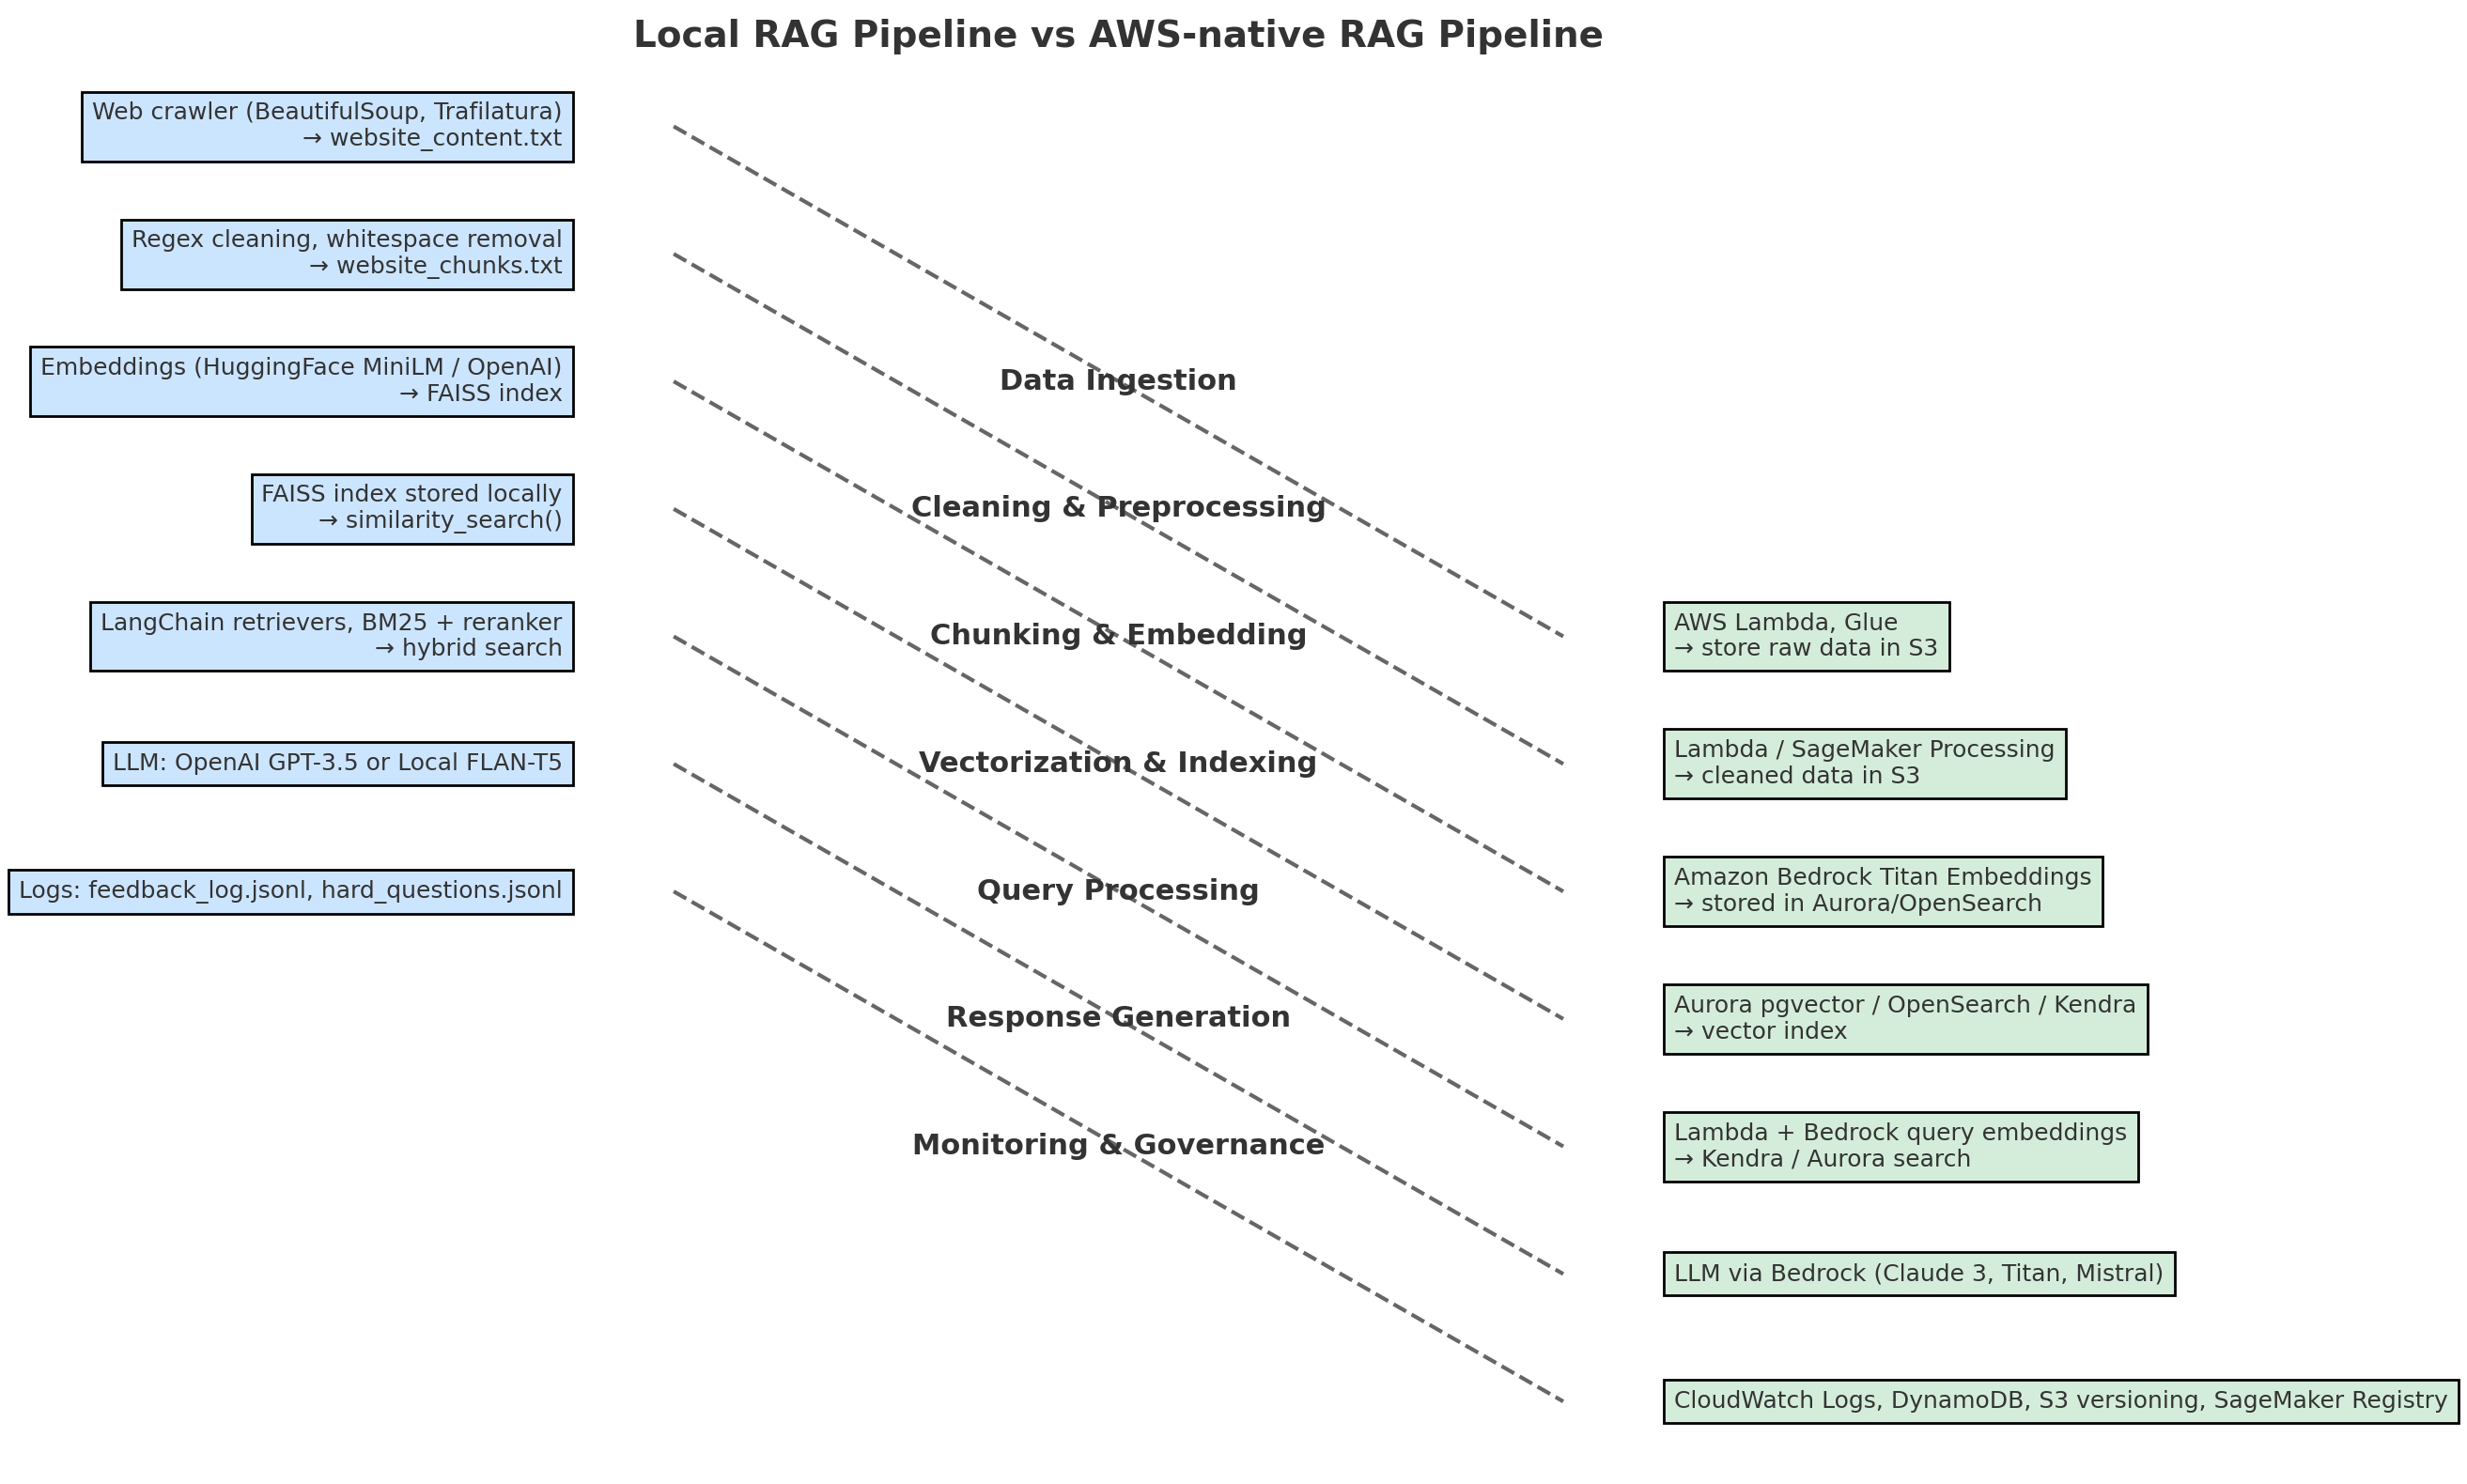 Local RAG Pipeline vs AWS-native RAG Pipeline
Web crawler (BeautifulSoup, Trafilatura)
→ website_content.txt
Regex cleaning, whitespace removal
→ website_chunks.txt
Embeddings (HuggingFace MiniLM / OpenAI)
→ FAISS index
FAISS index stored locally
→ similarity_search()
LangChain retrievers, BM25 + reranker
→ hybrid search
LLM: OpenAI GPT-3.5 or Local FLAN-T5
Logs: feedback_log.jsonl, hard_questions.jsonl
Data Ingestion
Cleaning & Preprocessing
Chunking & Embedding
Vectorization & Indexing
Query Processing
Response Generation
Monitoring & Governance
AWS Lambda, Glue
→ store raw data in S3
Lambda / SageMaker Processing
→ cleaned data in S3
Amazon Bedrock Titan Embeddings
→ stored in Aurora/OpenSearch
Aurora pgvector / OpenSearch / Kendra
→ vector index
Lambda + Bedrock query embeddings
→ Kendra / Aurora search
LLM via Bedrock (Claude 3, Titan, Mistral)
CloudWatch Logs, DynamoDB, S3 versioning, SageMaker Registry